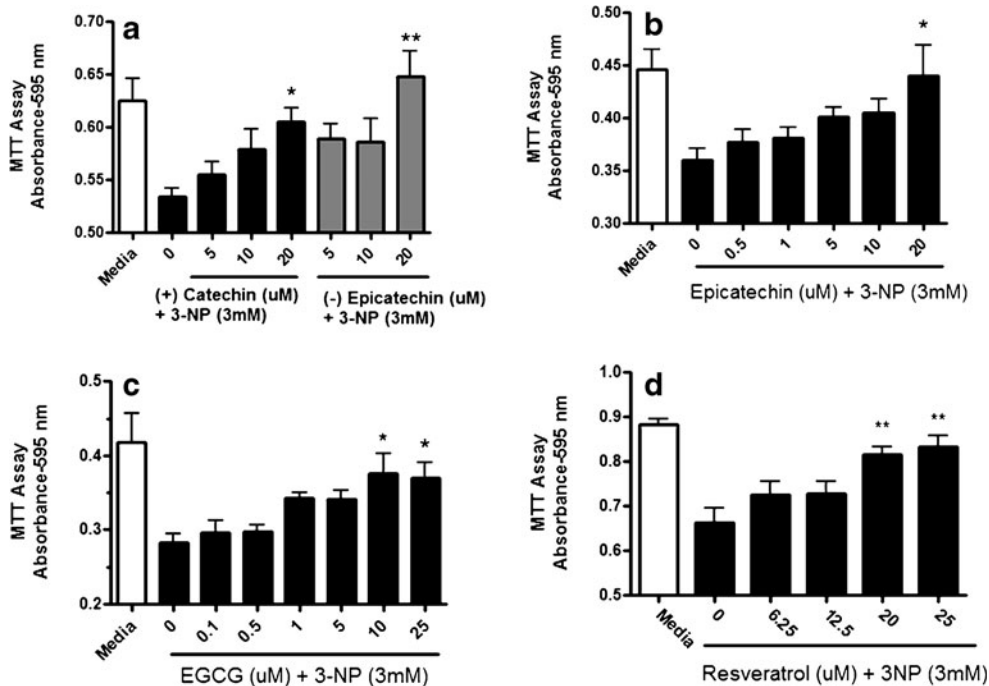 a
MTT Assay
Absorbance-595 nm
0.70
0.65
0.60
0.55
0.50
*
**
Media
0
5
10
20
5
10
20
(+) Catechin (uM)
+ 3-NP (3mM)
(-) Epicatechin (uM)
+ 3-NP (3mM)
b
MTT Assay
Absorbance-595 nm
0.50
0.45
0.40
0.35
0.30
*
Media
0
0.5
1
5
10
20
Epicatechin (uM) + 3-NP (3mM)
c
MTT Assay
Absorbance-595 nm
0.5
0.4
0.3
0.2
*
*
Media
0
0.1
0.5
1
5
10
25
EGCG (uM) + 3-NP (3mM)
d
MTT Assay
Absorbance-595 nm
1.0
0.9
0.8
0.7
0.6
0.5
**
**
Media
0
6.25
12.5
20
25
Resveratrol (uM) + 3NP (3mM)